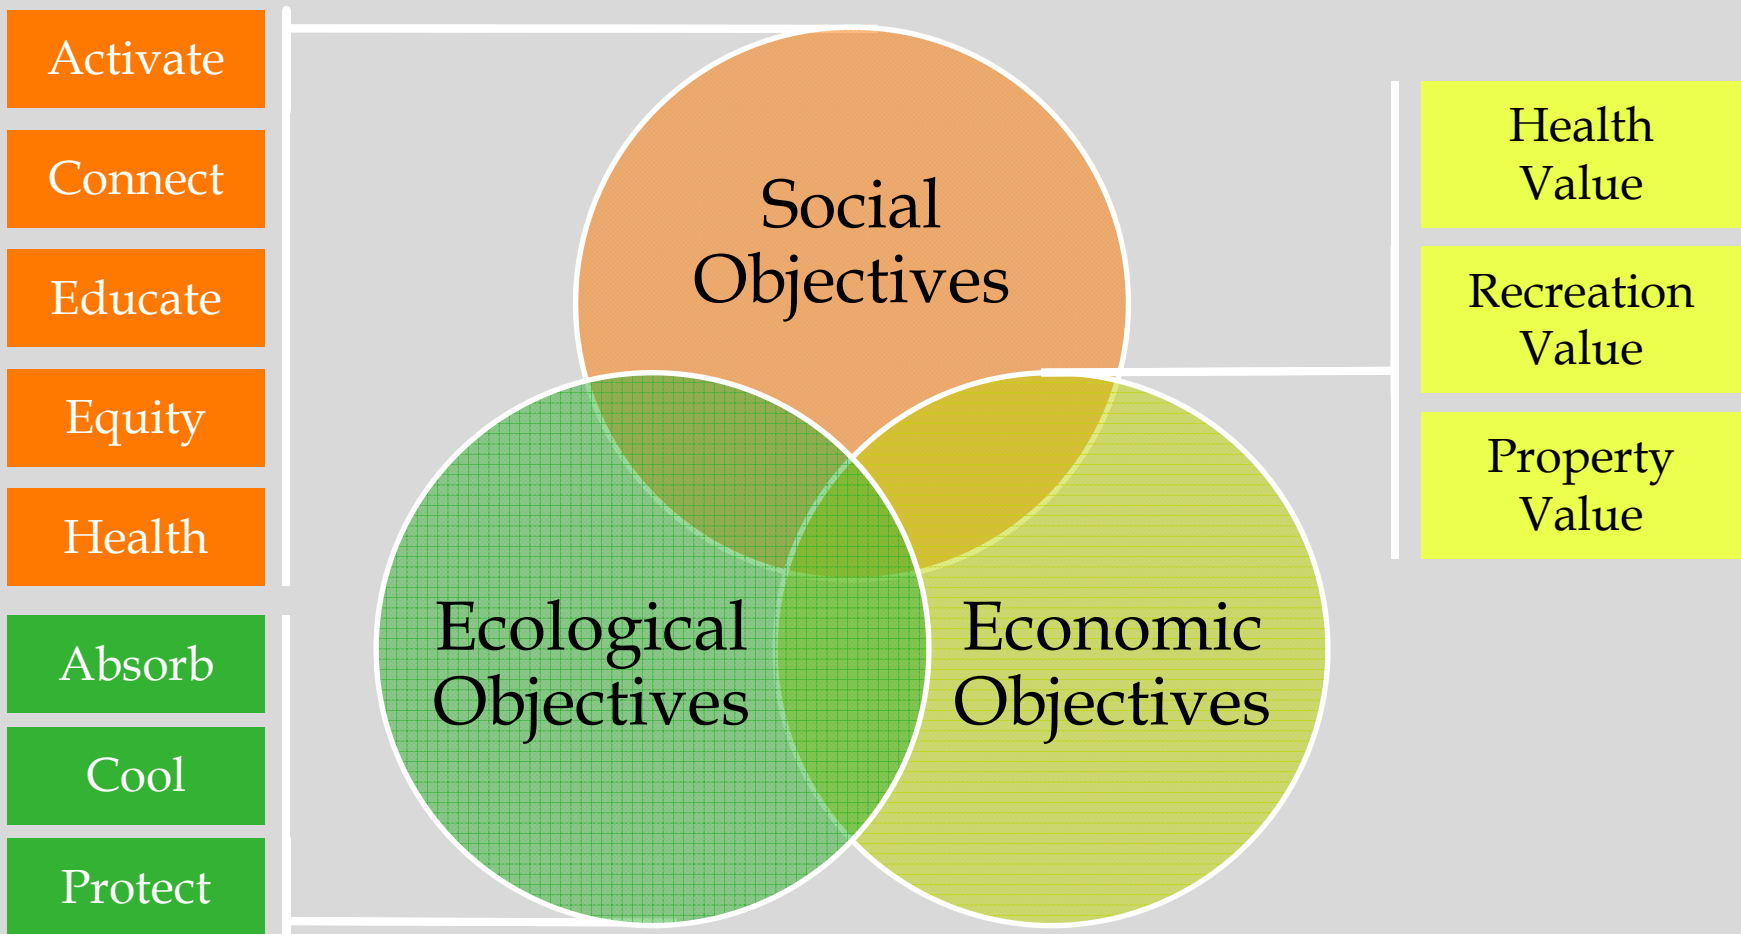 Activate
Connect
Educate
Equity
Health
Absorb
Cool
Protect
Social
Objectives
Ecological
Objectives
Economic
Objectives
Health
Value
Recreation
Value
Property
Value